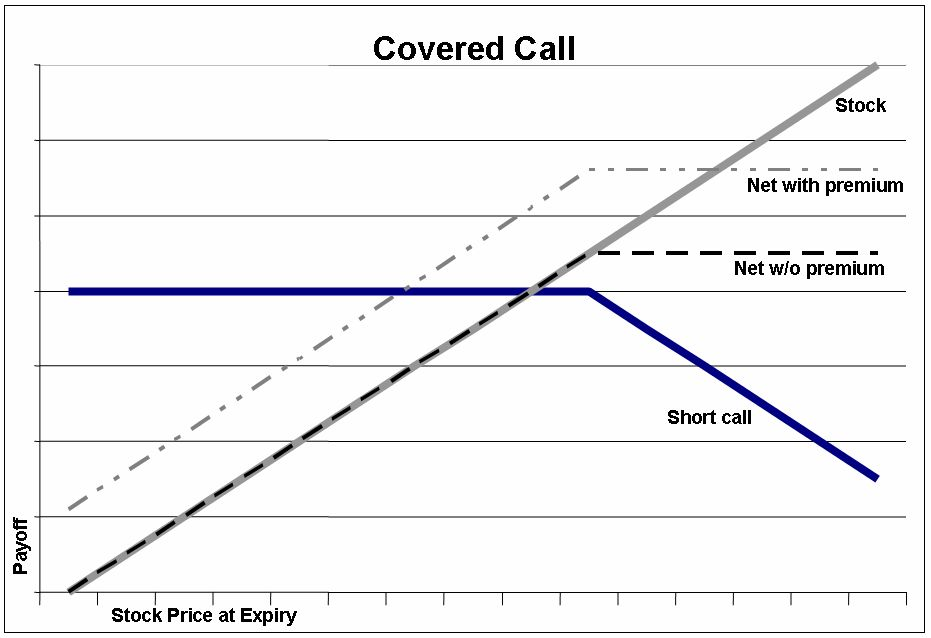 Covered Call
Stock
Net with premium
Net w/o premium
Short call
Payoff
Stock Price at Expiry